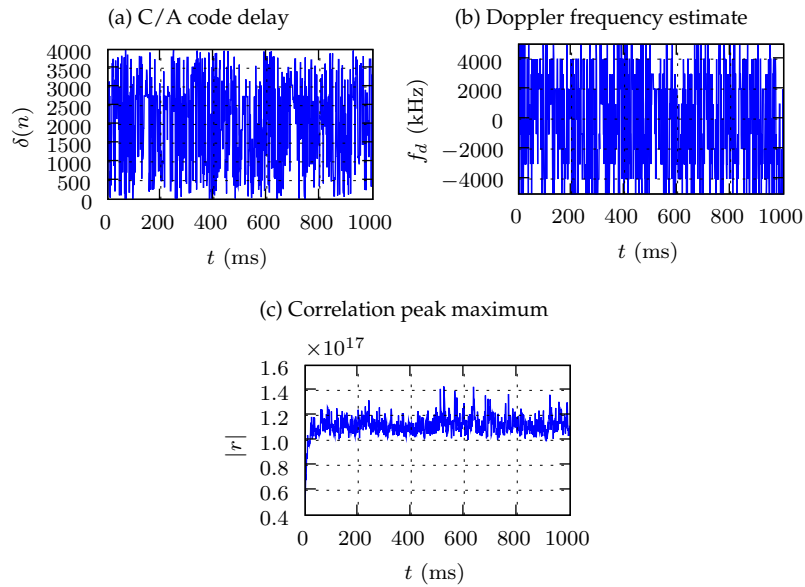 (a) C/A code delay
4000
3500
3000
2500
2000
1500
1000
500
0
δ(n)
0 200 400 600 800 1000
t (ms)
(b) Doppler frequency estimate
4000
2000
0
−2000
−4000
f_d (kHz)
0 200 400 600 800 1000
t (ms)
(c) Correlation peak maximum
×10^17
1.6
1.4
1.2
1.0
0.8
0.6
0.4
|r|
0 200 400 600 800 1000
t (ms)